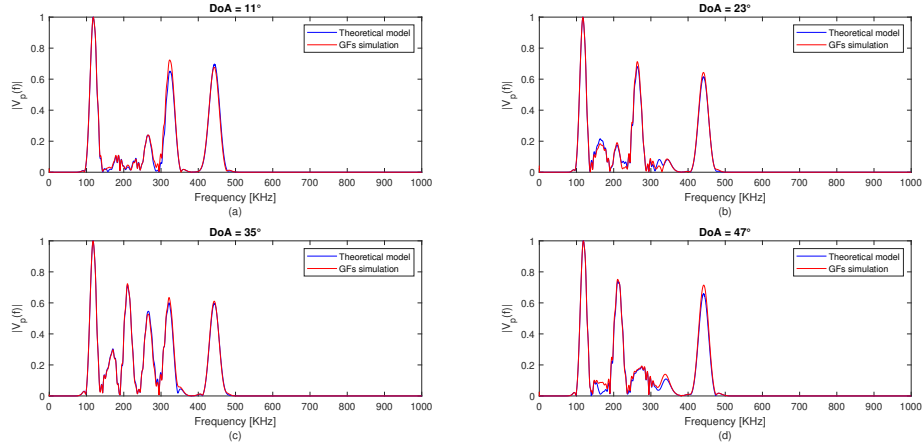 DoA = 11°
|V_p(f)|
1
0.8
0.6
0.4
0.2
0
Theoretical model
GFs simulation
0 100 200 300 400 500 600 700 800 900 1000
Frequency [KHz]
(a)
DoA = 23°
|V_p(f)|
1
0.8
0.6
0.4
0.2
0
Theoretical model
GFs simulation
0 100 200 300 400 500 600 700 800 900 1000
Frequency [KHz]
(b)
DoA = 35°
|V_p(f)|
1
0.8
0.6
0.4
0.2
0
Theoretical model
GFs simulation
0 100 200 300 400 500 600 700 800 900 1000
Frequency [KHz]
(c)
DoA = 47°
|V_p(f)|
1
0.8
0.6
0.4
0.2
0
Theoretical model
GFs simulation
0 100 200 300 400 500 600 700 800 900 1000
Frequency [KHz]
(d)